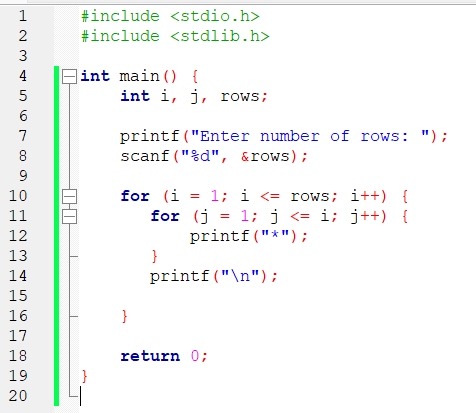 1 #include <stdio.h>
2 #include <stdlib.h>
3
4 int main() {
5     int i, j, rows;
6
7     printf("Enter number of rows: ");
8     scanf("%d", &rows);
9
10     for (i = 1; i <= rows; i++) {
11        for (j = 1; j <= i; j++) {
12            printf("*");
13        }
14        printf("\n");
15
16     }
17
18     return 0;
19 }
20